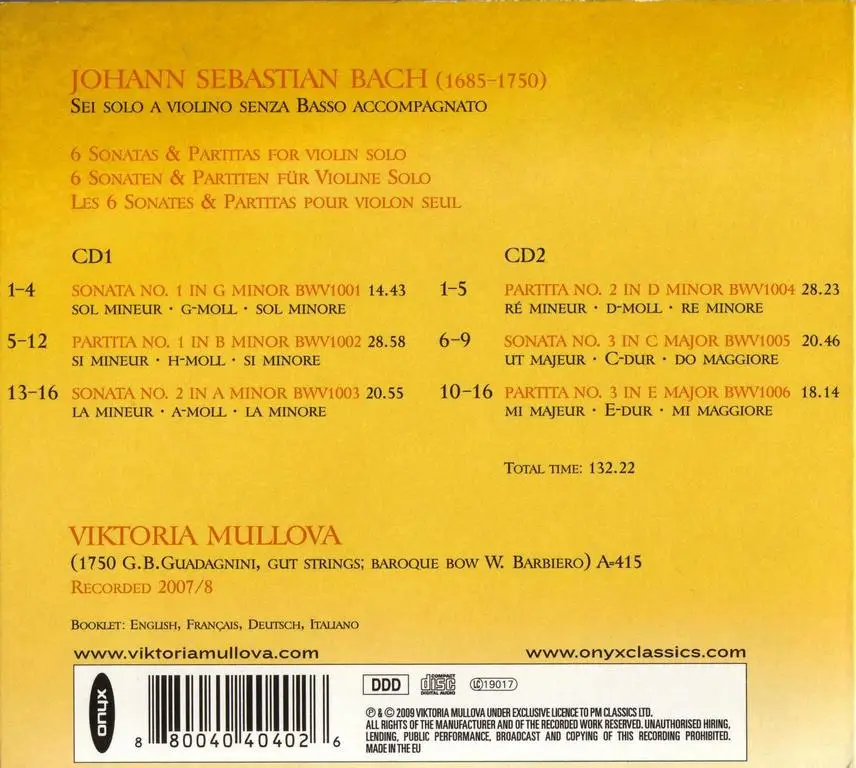 JOHANN SEBASTIAN BACH (1685–1750)
SEI SOLO A VIOLINO SENZA BASSO ACCOMPAGNATO
6 SONATAS & PARTITAS FOR VIOLIN SOLO
6 SONATEN & PARTITEN FÜR VIOLINE SOLO
LES 6 SONATES & PARTITAS POUR VIOLON SEUL
CD1
1–4 SONATA NO. 1 IN G MINOR BWV1001 14.43
SOL MINEUR · G-MOLL · SOL MINORE
5–12 PARTITA NO. 1 IN B MINOR BWV1002 28.58
SI MINEUR · H-MOLL · SI MINORE
13–16 SONATA NO. 2 IN A MINOR BWV1003 20.55
LA MINEUR · A-MOLL · LA MINORE
CD2
1–5 PARTITA NO. 2 IN D MINOR BWV1004 28.23
RÉ MINEUR · D-MOLL · RE MINORE
6–9 SONATA NO. 3 IN C MAJOR BWV1005 20.46
UT MAJEUR · C-DUR · DO MAGGIORE
10–16 PARTITA NO. 3 IN E MAJOR BWV1006 18.14
MI MAJEUR · E-DUR · MI MAGGIORE
TOTAL TIME: 132.22
VIKTORIA MULLOVA
(1750 G.B.GUADAGNINI, GUT STRINGS; BAROQUE BOW W. BARBIERO) A=415
RECORDED 2007/8
BOOKLET: ENGLISH, FRANÇAIS, DEUTSCH, ITALIANO
www.viktoriamullova.com
www.onyxclassics.com
onyx
8 80040 40402 6
DDD
COMPACT
disc
DIGITAL AUDIO
LC 19017
℗ & © 2009 VIKTORIA MULLOVA UNDER EXCLUSIVE LICENCE TO PM CLASSICS LTD.
ALL RIGHTS OF THE MANUFACTURER AND OF THE RECORDED WORK RESERVED. UNAUTHORISED HIRING,
LENDING, PUBLIC PERFORMANCE, BROADCAST AND COPYING OF THIS RECORDING PROHIBITED.
MADE IN THE EU